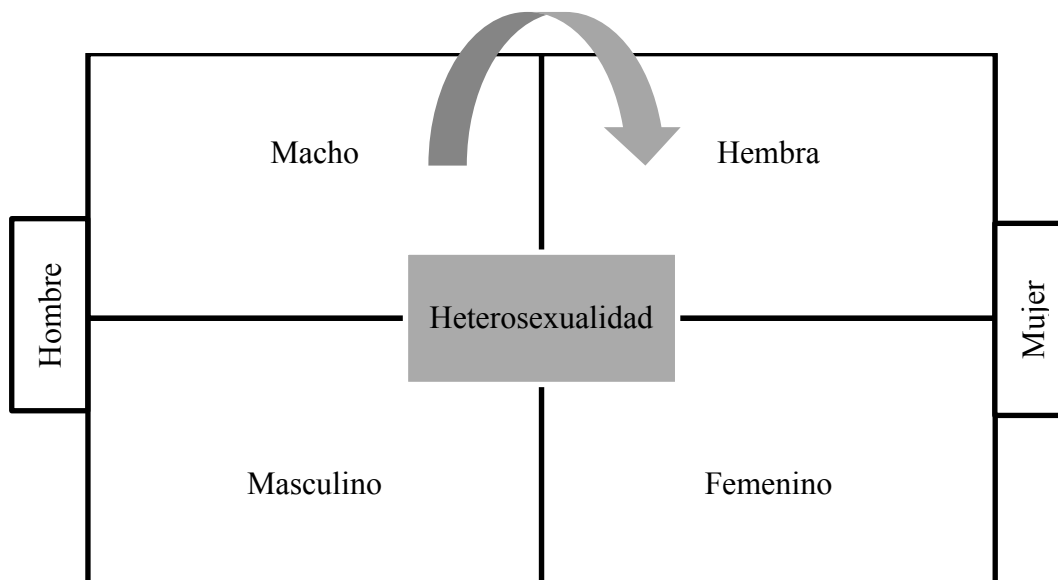 Macho
Hembra
Hombre
Heterosexualidad
Mujer
Masculino
Femenino